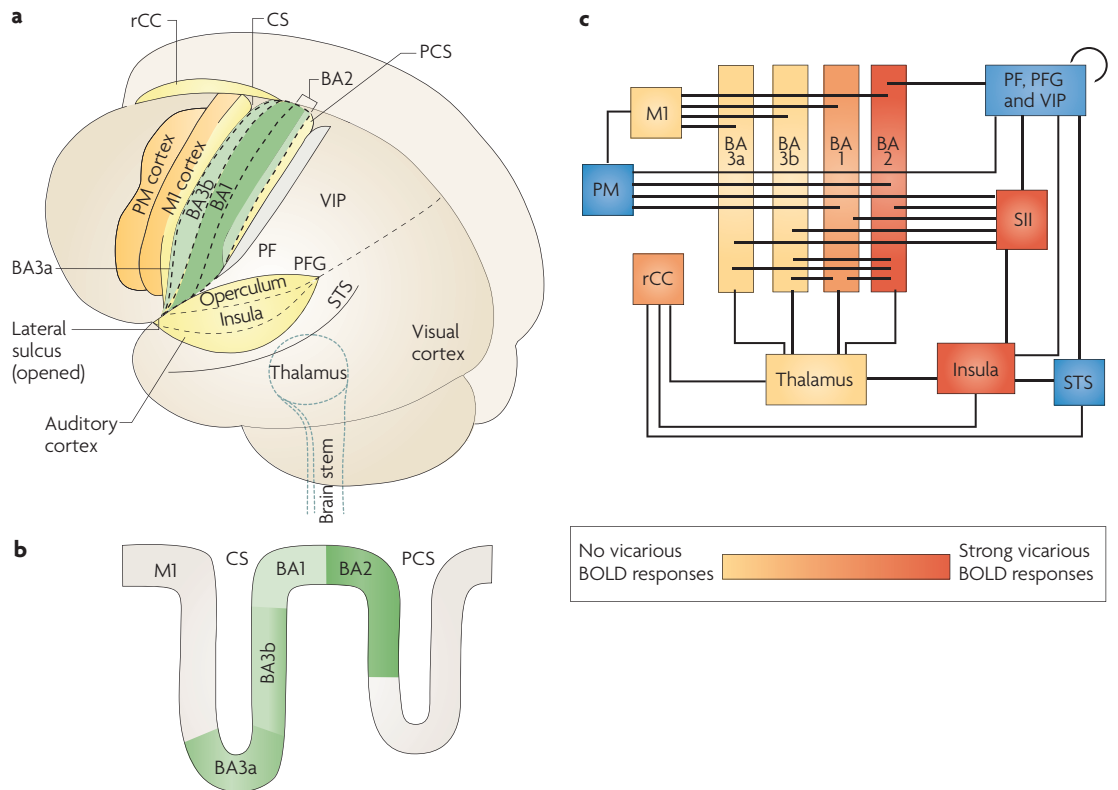 a
rCC
CS
PCS
BA2
PM cortex
M1 cortex
BA3b
BA1
VIP
PF
PFG
BA3a
Operculum
Insula
STS
Lateral
sulcus
(opened)
Visual
cortex
Thalamus
Auditory
cortex
Brain stem
b
M1
CS
BA1
BA2
PCS
BA3b
BA3a
c
M1
BA
3a
BA
3b
BA
1
BA
2
PF, PFG
and VIP
PM
SII
rCC
Thalamus
Insula
STS
No vicarious
BOLD responses
Strong vicarious
BOLD responses